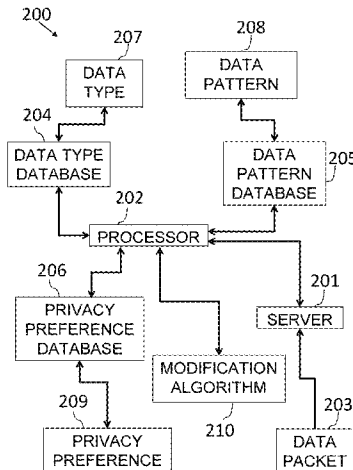 200
207
DATA
TYPE
208
DATA
PATTERN
204
DATA TYPE
DATABASE
DATA
PATTERN
DATABASE
205
202
PROCESSOR
206
PRIVACY
PREFERENCE
DATABASE
201
SERVER
MODIFICATION
ALGORITHM
210
209
PRIVACY
PREFERENCE
203
DATA
PACKET